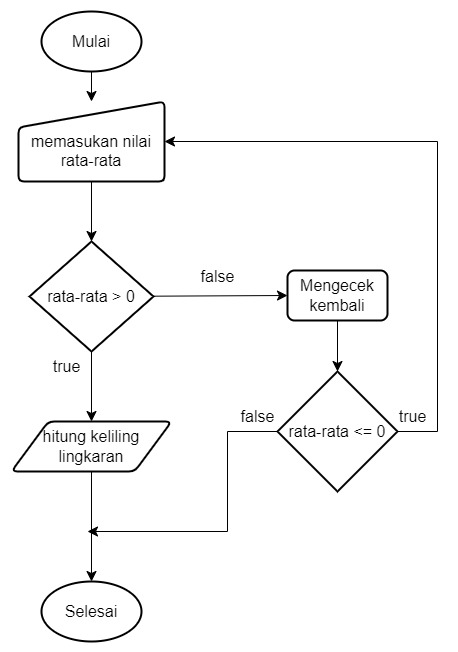 Mulai
memasukan nilai
rata-rata
rata-rata > 0
false
Mengecek
kembali
true
false
rata-rata <= 0
true
hitung keliling
lingkaran
Selesai